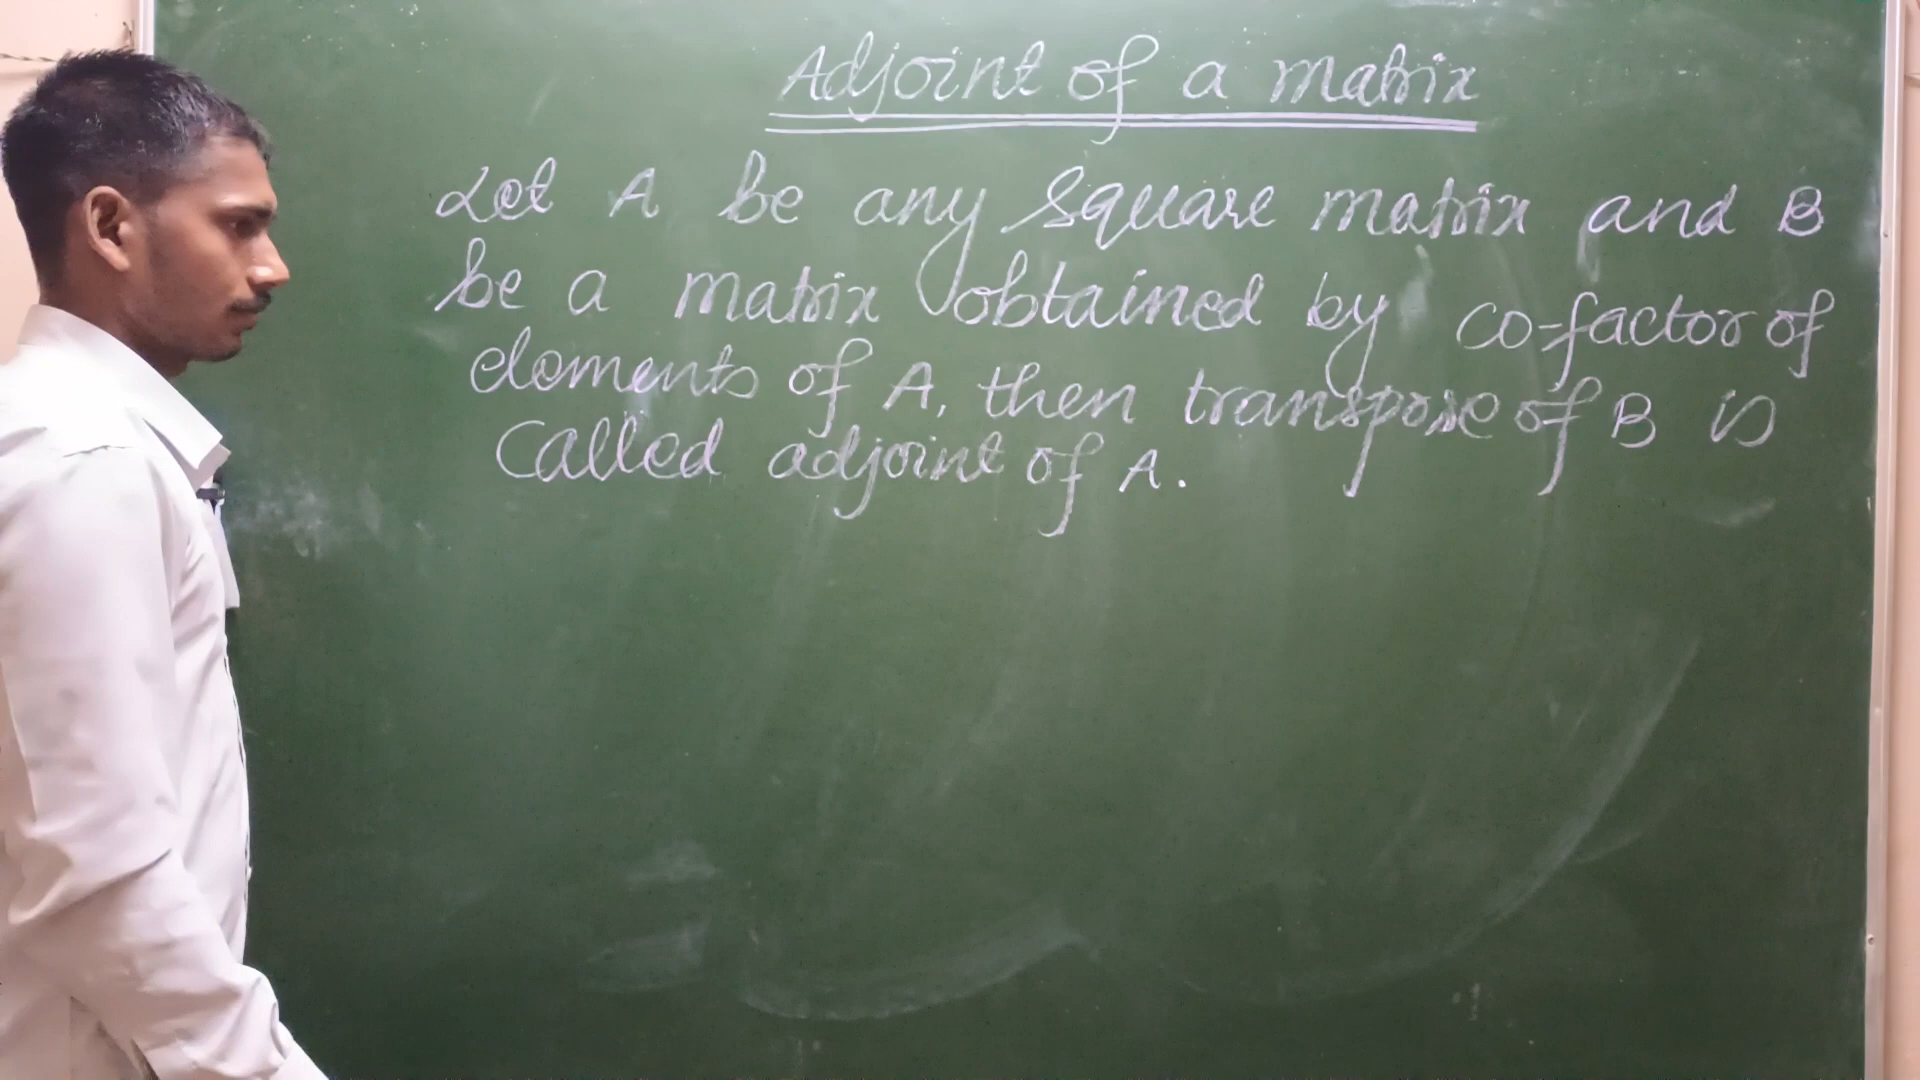 Adjoint of a matrix
Let A be any square matrix and B
be a matrix obtained by co-factor of
elements of A, then transpose of B is
called adjoint of A.